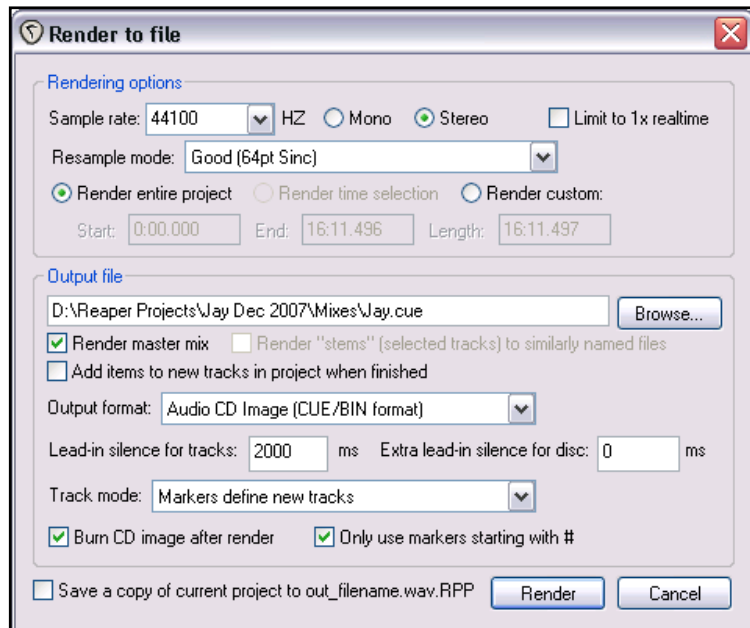 Render to file
Rendering options
Sample rate: 44100 HZ Mono Stereo Limit to 1x realtime
Resample mode: Good (64pt Sinc)
Render entire project Render time selection Render custom:
Start: 0:00.000 End: 16:11.496 Length: 16:11.497
Output file
D:\Reaper Projects\Jay Dec 2007\Mixes\Jay.cue Browse...
Render master mix Render "stems" (selected tracks) to similarly named files
Add items to new tracks in project when finished
Output format: Audio CD Image (CUE/BIN format)
Lead-in silence for tracks: 2000 ms Extra lead-in silence for disc: 0 ms
Track mode: Markers define new tracks
Burn CD image after render Only use markers starting with #
Save a copy of current project to out_filename.wav.RPP Render Cancel